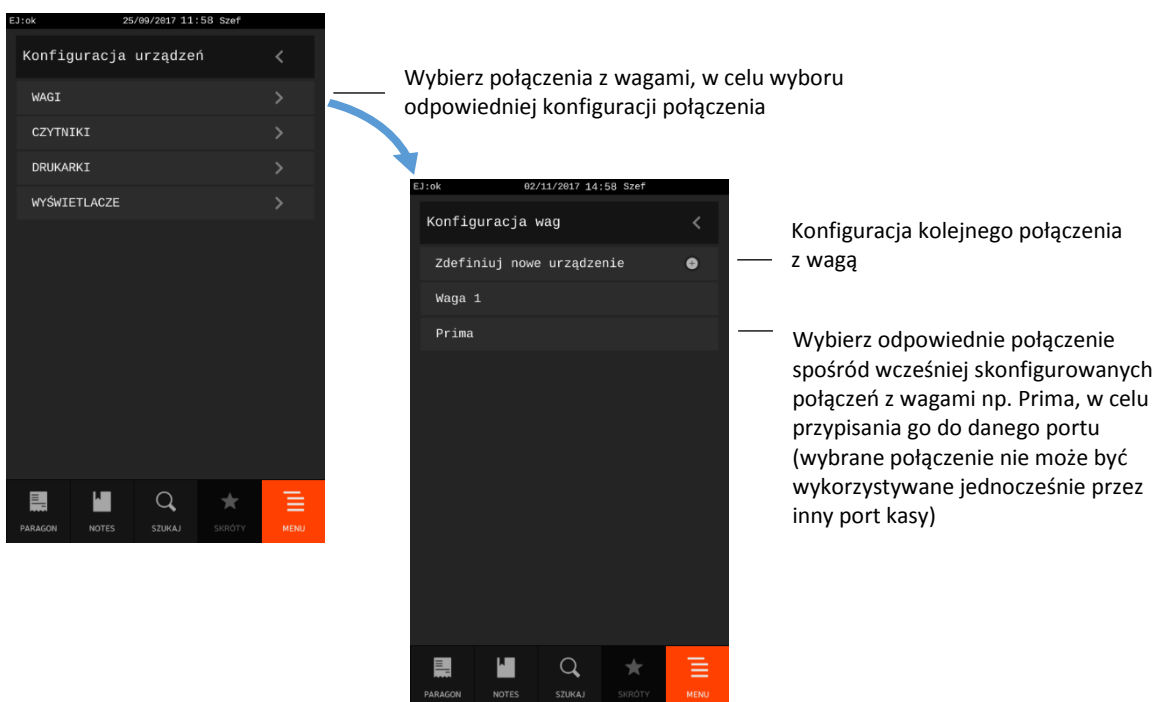 EJ:ok 25/09/2017 11:58 Szef
Konfiguracja urządzeń
WAGI
CZYTNIKI
DRUKARKI
WYŚWIETLACZE
PARAGON NOTES SZUKAJ SKRÓTY MENU
Wybierz połączenia z wagami, w celu wyboru
odpowiedniej konfiguracji połączenia
EJ:ok 02/11/2017 14:58 Szef
Konfiguracja wag
Zdefiniuj nowe urządzenie
Waga 1
Prima
PARAGON NOTES SZUKAJ SKRÓTY MENU
Konfiguracja kolejnego połączenia
z wagą
Wybierz odpowiednie połączenie
spośród wcześniej skonfigurowanych
połączeń z wagami np. Prima, w celu
przypisania go do danego portu
(wybrane połączenie nie może być
wykorzystywane jednocześnie przez
inny port kasy)